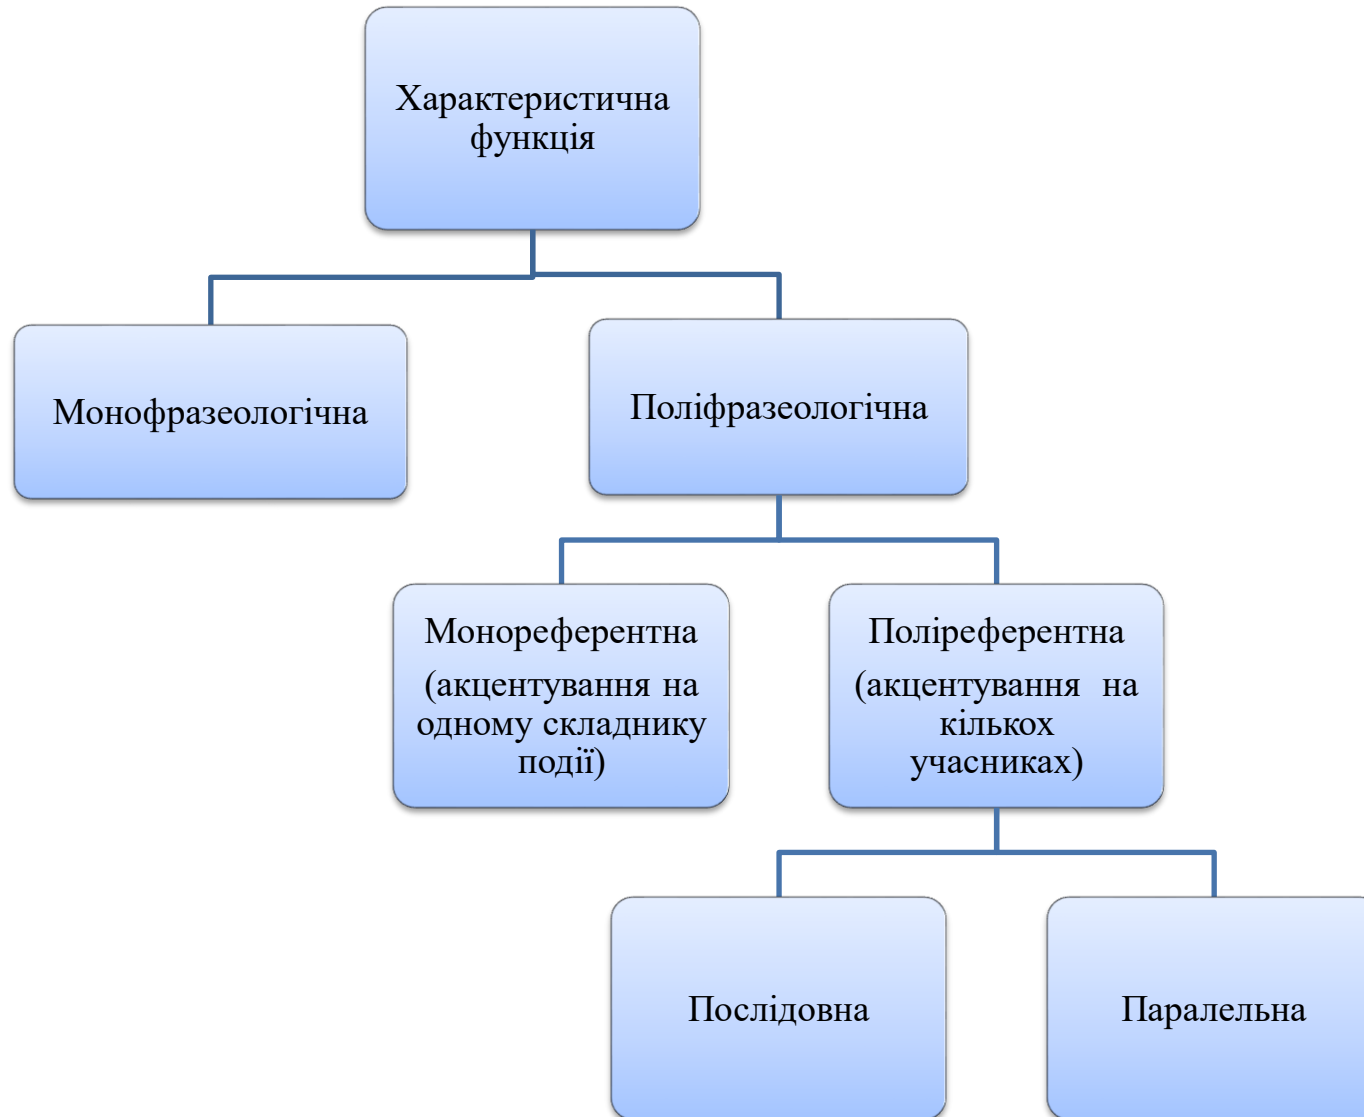 Характеристична
функція
Монофразеологічна
Поліфразеологічна
Монореферентна
(акцентування на
одному складнику
події)
Поліреферентна
(акцентування на
кількох
учасниках)
Послідовна
Паралельна